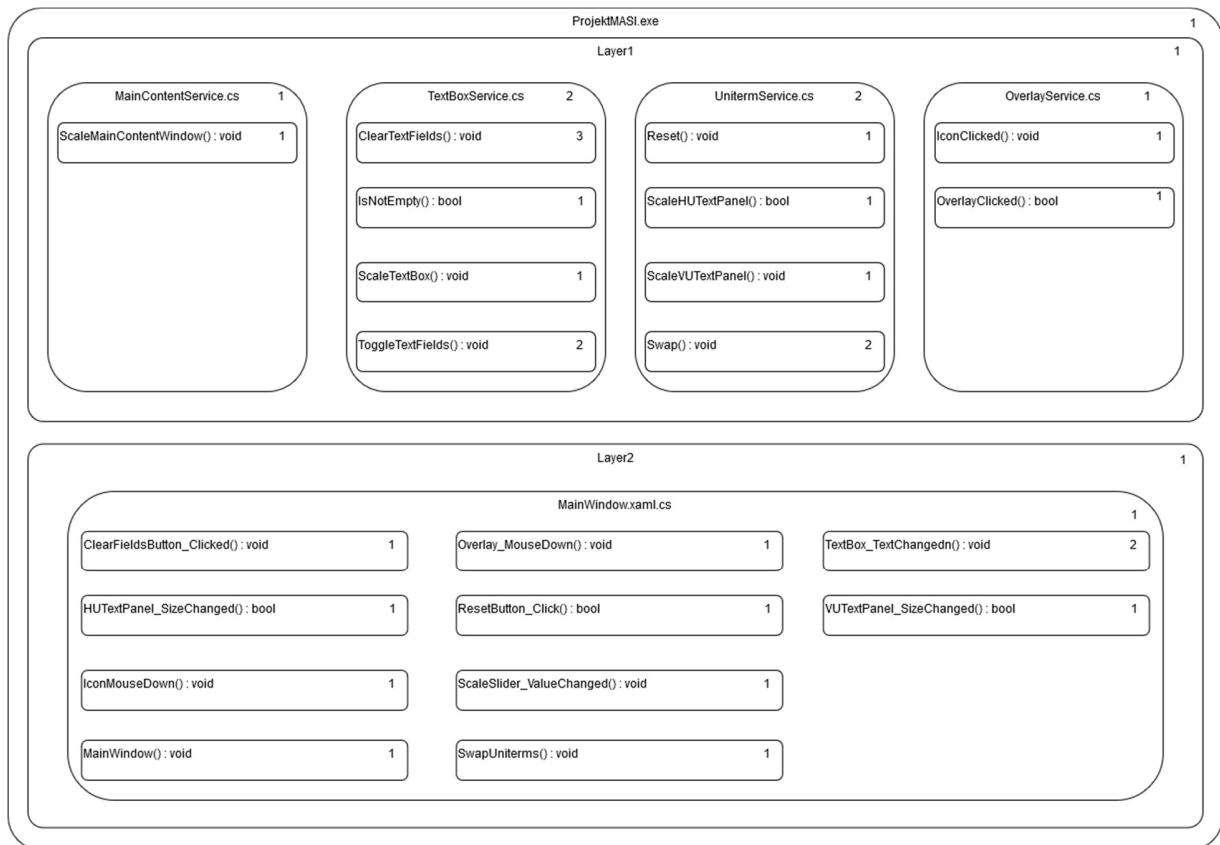 ProjektMASI.exe 1
Layer1 1
MainContentService.cs 1
ScaleMainContentWindow() : void 1
TextBoxService.cs 2
ClearTextFields() : void 3
IsNotEmpty() : bool 1
ScaleTextBox() : void 1
ToggleTextFields() : void 2
UnitermService.cs 2
Reset() : void 1
ScaleHUTextPanel() : bool 1
ScaleVUTextPanel() : void 1
Swap() : void 2
OverlayService.cs 1
IconClicked() : void 1
OverlayClicked() : bool 1
Layer2 1
MainWindow.xaml.cs 1
ClearFieldsButton_Clicked() : void 1
HUTextPanel_SizeChanged() : bool 1
IconMouseDown() : void 1
MainWindow() : void 1
Overlay_MouseDown() : void 1
ResetButton_Click() : bool 1
ScaleSlider_ValueChanged() : void 1
SwapUniterms() : void 1
TextBox_TextChangedn() : void 2
VUTextPanel_SizeChanged() : bool 1